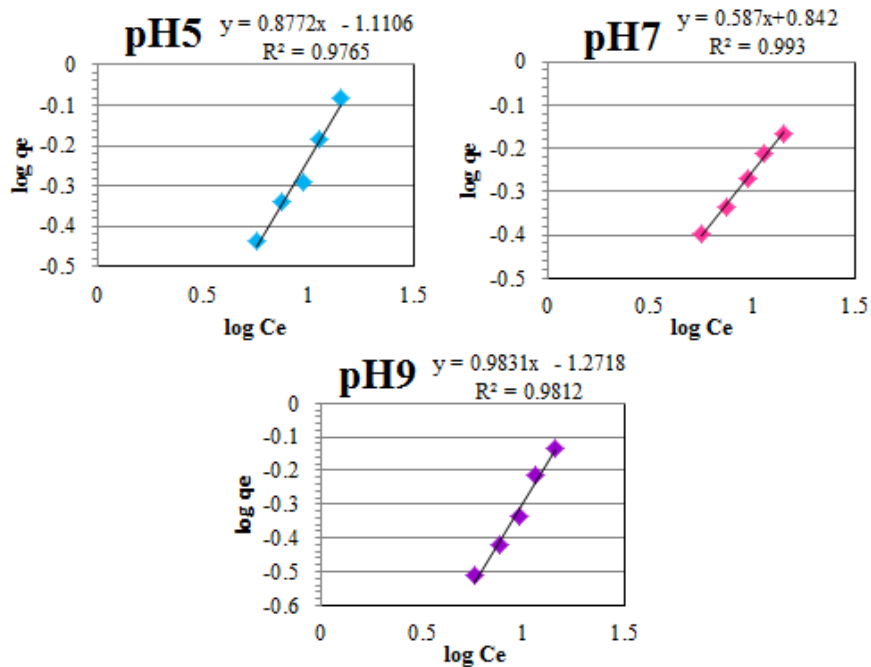 pH5
y = 0.8772x - 1.1106
R² = 0.9765
0
-0.1
-0.2
-0.3
-0.4
-0.5
log qe
0 0.5 1 1.5
log Ce
pH7
y = 0.587x+0.842
R² = 0.993
0
-0.1
-0.2
-0.3
-0.4
-0.5
log qe
0 0.5 1 1.5
log Ce
pH9
y = 0.9831x - 1.2718
R² = 0.9812
0
-0.1
-0.2
-0.3
-0.4
-0.5
-0.6
log qe
0 0.5 1 1.5
log Ce